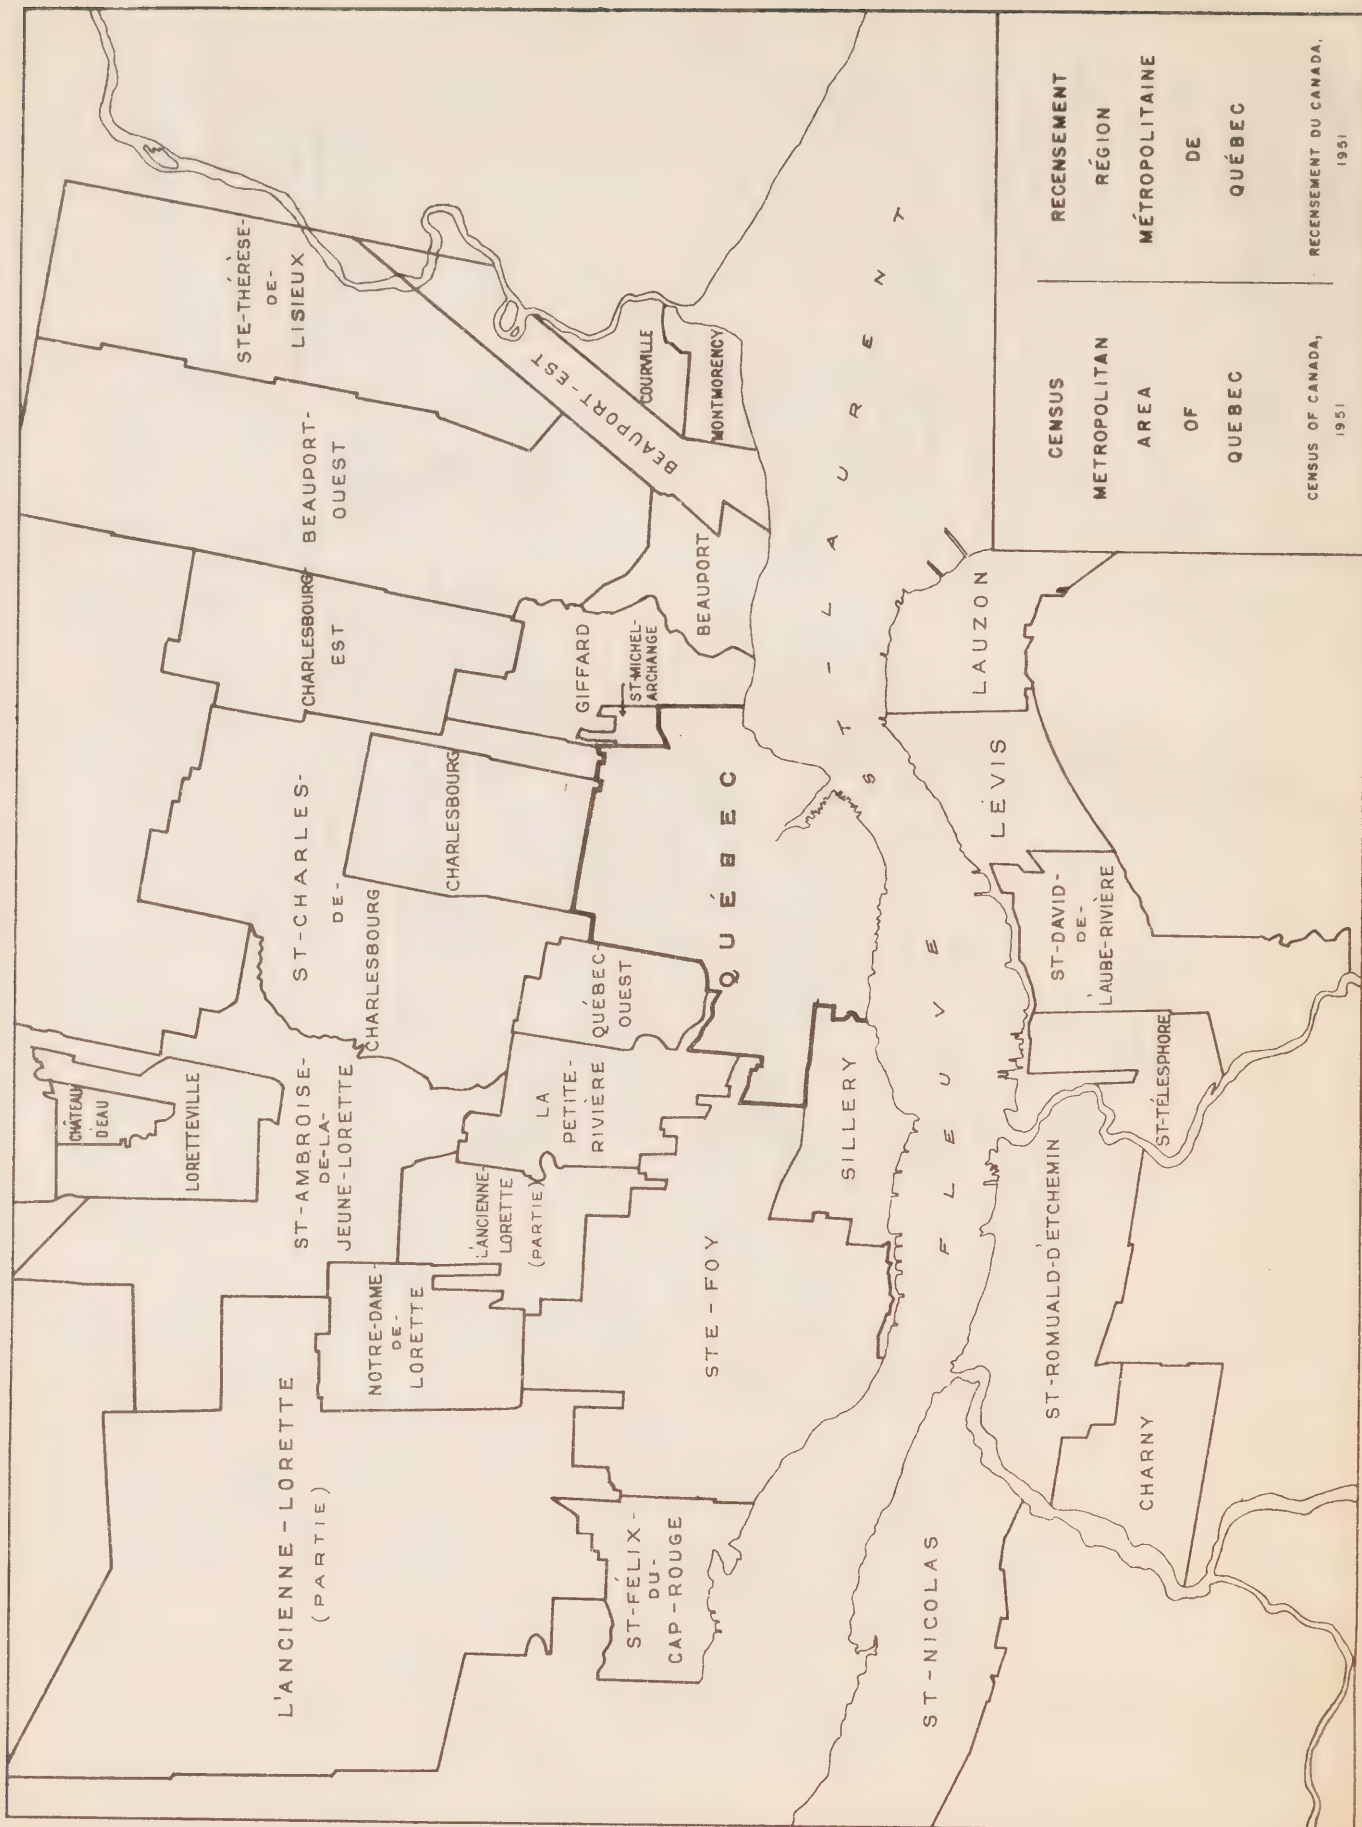 L'ANCIENNE-LORETTE
(PARTIE)
NOTRE-DAME-
DE-
LORETTE
CHÂTEAU
D'EAU
LORETTEVILLE
ST-AMBROISE-
DE-LA-
JEUNE-LORETTE
L'ANCIENNE-
LORETTE
(PARTIE)
LA
PETITE-
RIVIÈRE
QUÉBEC-
OUEST
ST-CHARLES-
DE-
CHARLESBOURG
CHARLESBOURG
CHARLESBOURG-
EST
BEAUPORT-
OUEST
STE-THÉRÈSE-
DE-
LISIEUX
BEAUPORT-EST
COURVILLE
MONTMORENCY
BEAUPORT
GIFFARD
ST-MICHEL-
ARCHANGE
QUÉBEC
ST-FÉLIX-
DU-
CAP-ROUGE
STE-FOY
SILLERY
FLEUVE ST-LAURENT
ST-NICOLAS
CHARNY
ST-ROMUALD-D'ETCHEMIN
ST-TÉLESPHORE
ST-DAVID-
DE-
L'AUBE-RIVIÈRE
LÉVIS
LAUZON
CENSUS
METROPOLITAN
AREA
OF
QUEBEC
CENSUS OF CANADA,
1951
RECENSEMENT
RÉGION
MÉTROPOLITAINE
DE
QUÉBEC
RECENSEMENT DU CANADA,
1951